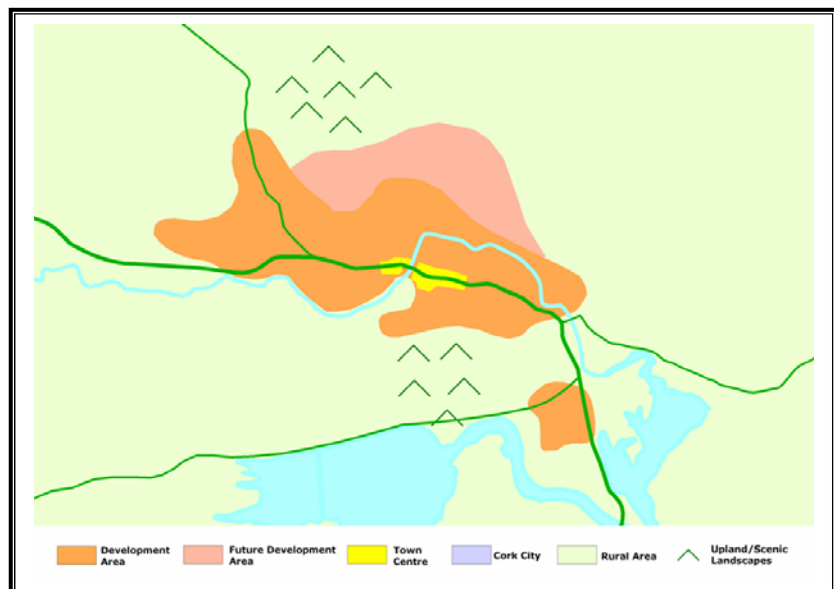 Development
Area
Future Development
Area
Town
Centre
Cork City
Rural Area
Upland/Scenic
Landscapes